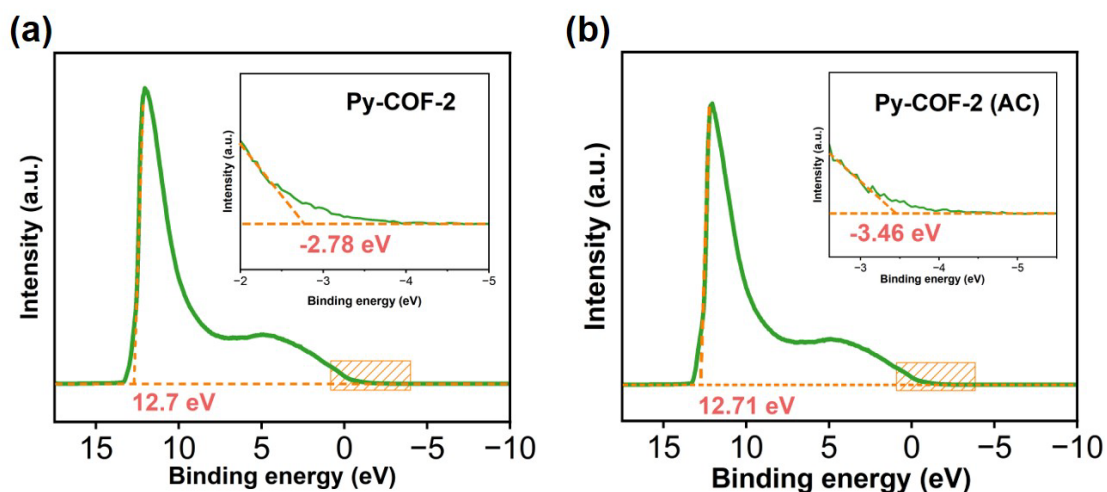 (a)
Intensity (a.u.)
Py-COF-2
Intensity (a.u.)
-2.78 eV
-2 -3 -4 -5
Binding energy (eV)
12.7 eV
15 10 5 0 −5 −10
Binding energy (eV)
(b)
Intensity (a.u.)
Py-COF-2 (AC)
Intensity (a.u.)
-3.46 eV
-3 -4 -5
Binding energy (eV)
12.71 eV
15 10 5 0 −5 −10
Binding energy (eV)